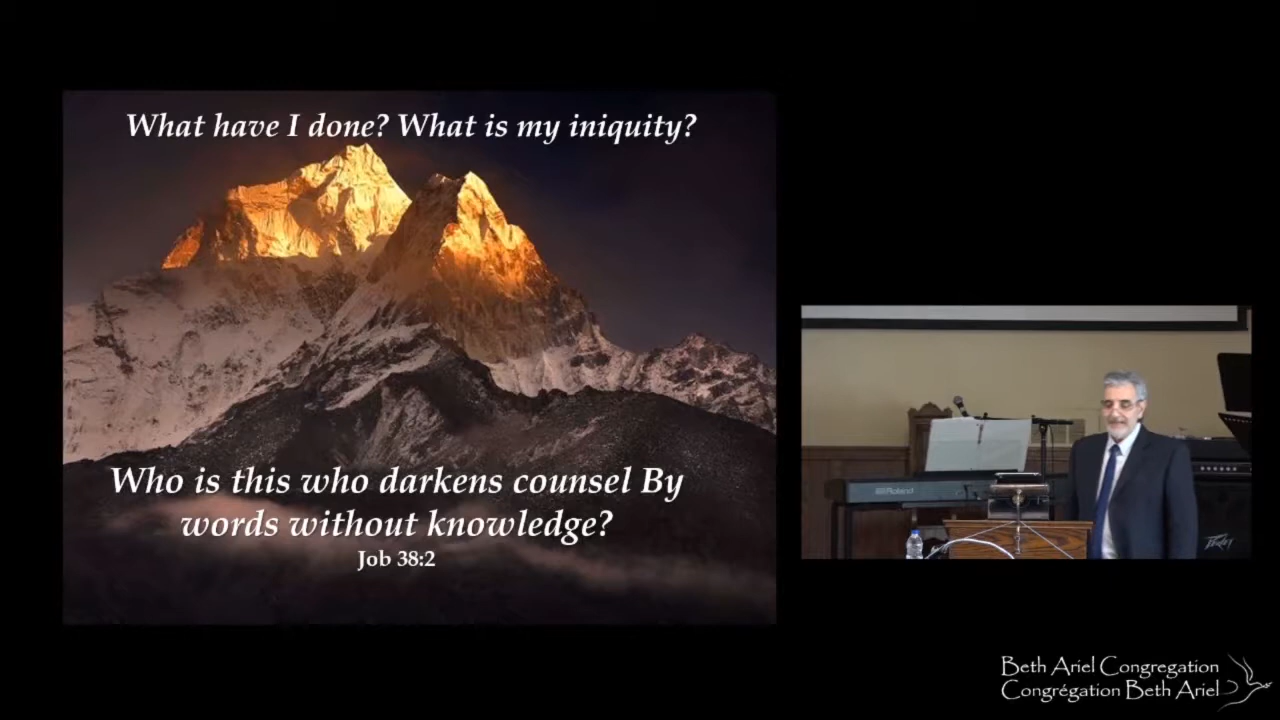 What have I done? What is my iniquity?
Who is this who darkens counsel By
words without knowledge?
Job 38:2
Roland
Peavey
Beth Ariel Congregation
Congrégation Beth Ariel